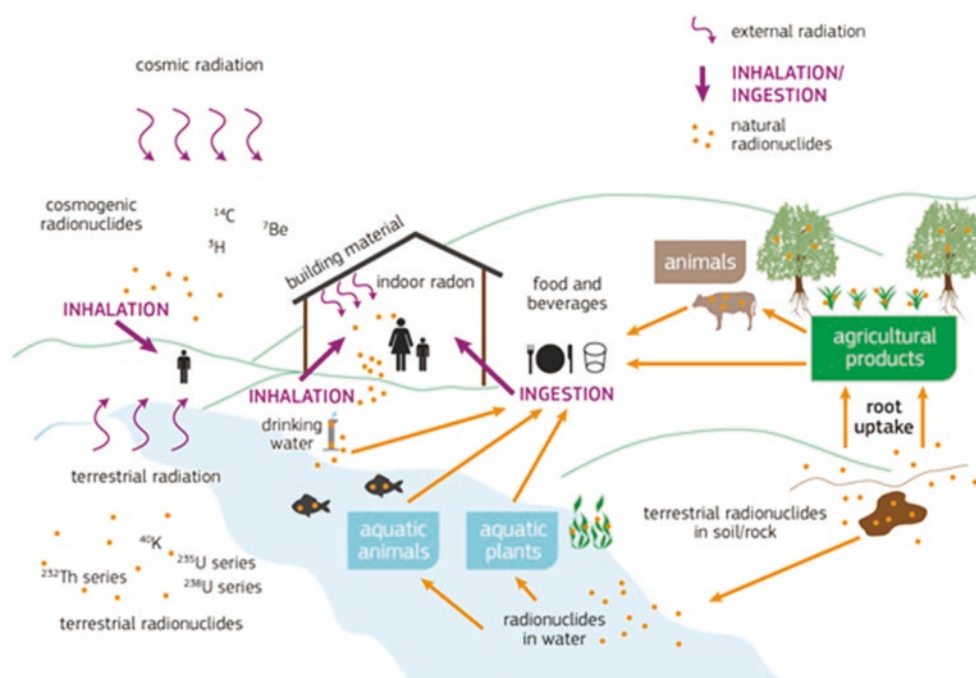 cosmic radiation
external radiation
INHALATION/
INGESTION
natural
radionuclides
cosmogenic
radionuclides
¹⁴C
⁷Be
³H
INHALATION
building material
indoor radon
food and
beverages
animals
agricultural
products
INHALATION
INGESTION
root
uptake
drinking
water
terrestrial radiation
aquatic
animals
aquatic
plants
terrestrial radionuclides
in soil/rock
⁴⁰K
²³⁵U series
²³²Th series
²³⁸U series
terrestrial radionuclides
radionuclides
in water